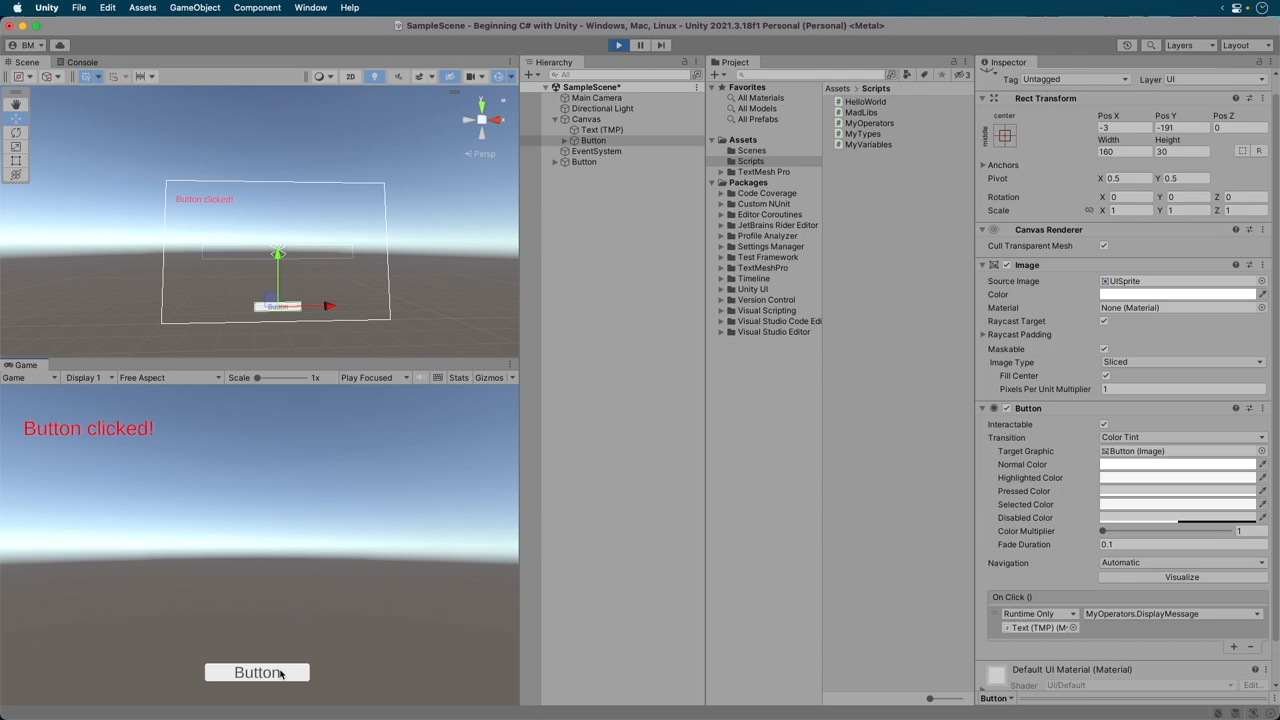 Unity File Edit Assets GameObject Component Window Help
SampleScene - Beginning C# with Unity - Windows, Mac, Linux - Unity 2021.3.18f1 Personal (Personal) <Metal>
BM
Layers Layout
Scene Console
2D
Persp
Button clicked!
Button
Game
Game Display 1 Free Aspect Scale 1x Play Focused Stats Gizmos
Button clicked!
Button
Hierarchy
All
SampleScene*
Main Camera
Directional Light
Canvas
Text (TMP)
Button
EventSystem
Button
Project
3
Favorites
All Materials
All Models
All Prefabs
Assets
Scenes
Scripts
TextMesh Pro
Packages
Code Coverage
Custom NUnit
Editor Coroutines
JetBrains Rider Editor
Profile Analyzer
Settings Manager
Test Framework
TextMeshPro
Timeline
Unity UI
Version Control
Visual Scripting
Visual Studio Code Edi
Visual Studio Editor
Assets Scripts
HelloWorld
MadLibs
MyOperators
MyTypes
MyVariables
Inspector
Tag Untagged Layer UI
Rect Transform
center
middle
Pos X Pos Y Pos Z
-3 -191 0
Width Height
160 30
R
Anchors
Pivot X 0.5 Y 0.5
Rotation X 0 Y 0 Z 0
Scale X 1 Y 1 Z 1
Canvas Renderer
Cull Transparent Mesh
Image
Source Image UISprite
Color
Material None (Material)
Raycast Target
Raycast Padding
Maskable
Image Type Sliced
Fill Center
Pixels Per Unit Multiplier 1
Button
Interactable
Transition Color Tint
Target Graphic Button (Image)
Normal Color
Highlighted Color
Pressed Color
Selected Color
Disabled Color
Color Multiplier 1
Fade Duration 0.1
Navigation Automatic
Visualize
On Click ()
Runtime Only MyOperators.DisplayMessage
Text (TMP) (M
Default UI Material (Material)
Shader UI/Default Edit...
Button